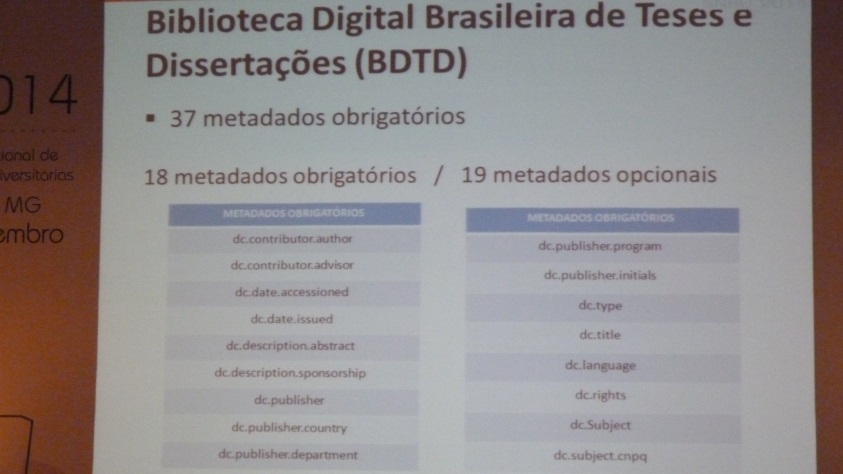 Biblioteca Digital Brasileira de Teses e
Dissertações (BDTD)
▪ 37 metadados obrigatórios
18 metadados obrigatórios / 19 metadados opcionais
METADADOS OBRIGATÓRIOS
dc.contributor.author
dc.contributor.advisor
dc.date.accessioned
dc.date.issued
dc.description.abstract
dc.description.sponsorship
dc.publisher
dc.publisher.country
dc.publisher.department
METADADOS OBRIGATÓRIOS
dc.publisher.program
dc.publisher.initials
dc.type
dc.title
dc.language
dc.rights
dc.Subject
dc.subject.cnpq
014
ional de
iversitarias
MG
embro